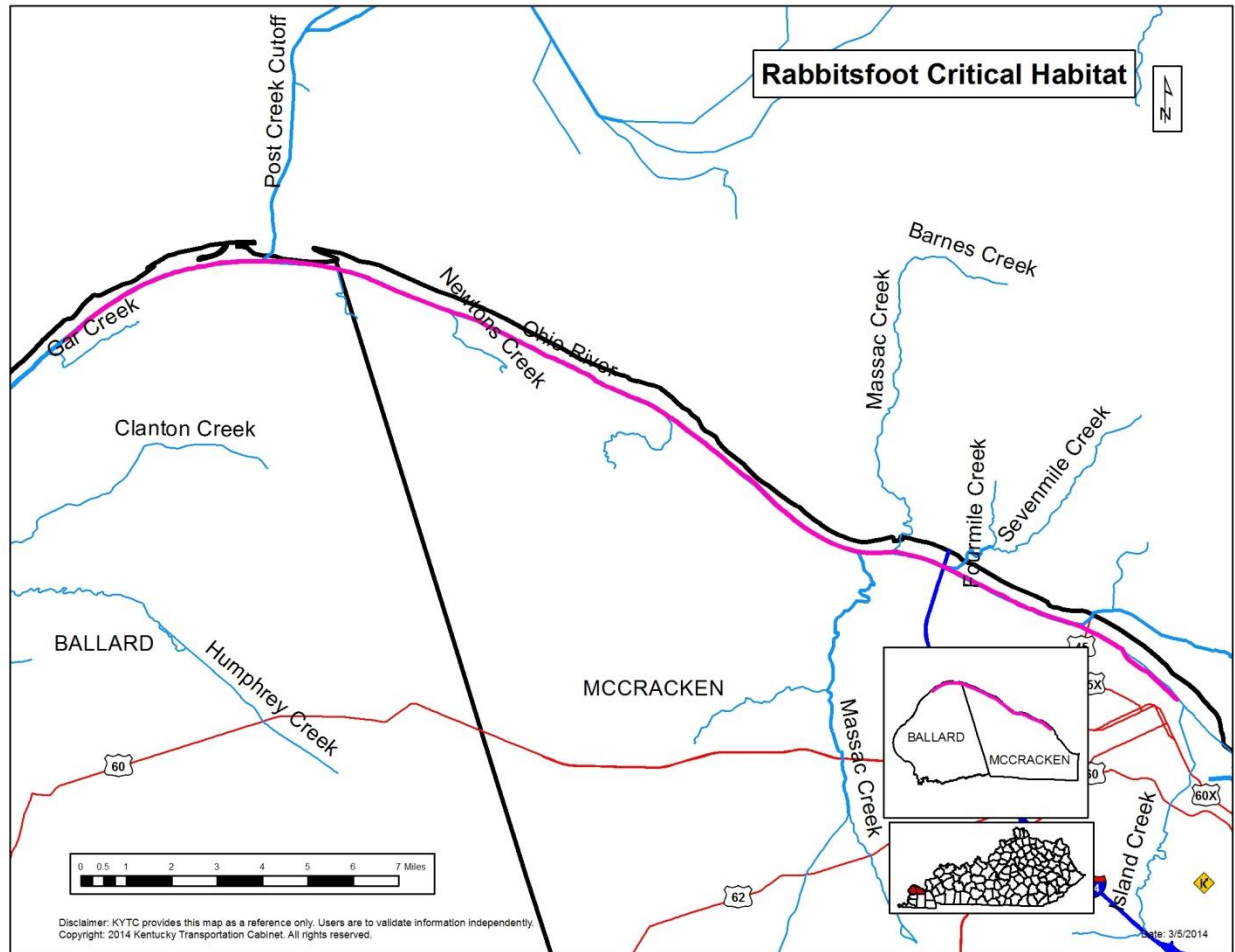 Post Creek Cutoff
Rabbitsfoot Critical Habitat
N
Barnes Creek
Massac Creek
Gar Creek
Newtons Creek
Ohio River
Clanton Creek
Fourmile Creek
Sevenmile Creek
BALLARD
Humphrey Creek
MCCRACKEN
45
5X
BALLARD
MCCRACKEN
60
60
60X
Massac Creek
Island Creek
62
4
0 0.5 1 2 3 4 5 6 7 Miles
Disclaimer: KYTC provides this map as a reference only. Users are to validate information independently.
Copyright: 2014 Kentucky Transportation Cabinet. All rights reserved.
Date: 3/5/2014